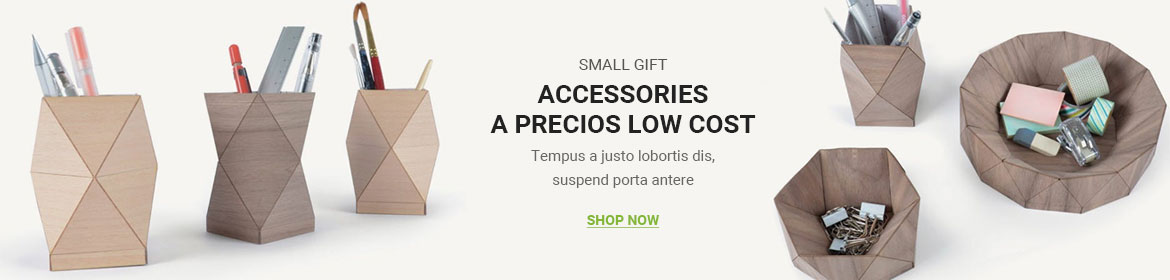 SMALL GIFT
ACCESSORIES
A PRECIOS LOW COST
Tempus a justo lobortis dis,
suspend porta antere
SHOP NOW